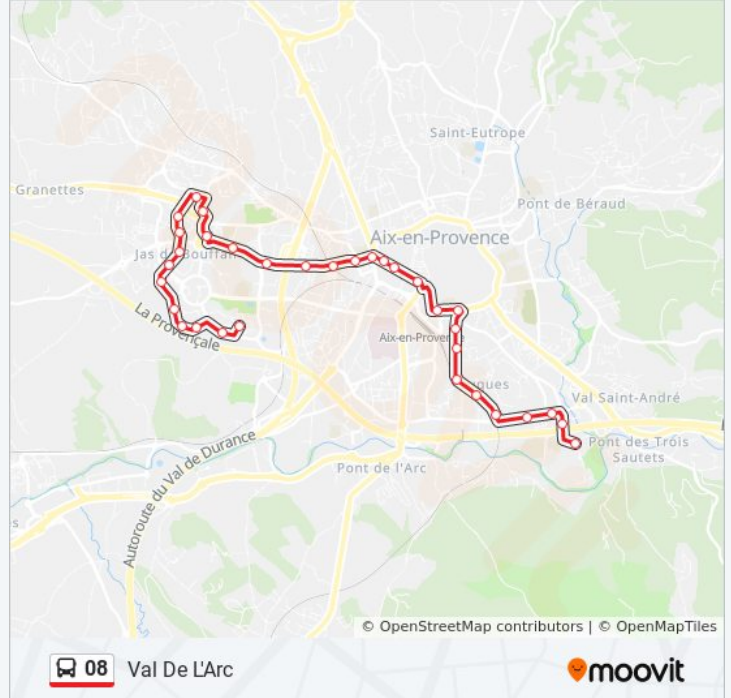 Saint-Eutrope
Granettes
Pont de Béraud
Aix-en-Provence
Jas de Bouffan
La Provençale
Aix-en-Provence
Val Saint-André
Pont des Trois
Sautets
Autoroute du Val de Durance
Pont de l'Arc
© OpenStreetMap contributors | © OpenMapTiles
08 Val De L'Arc moovit